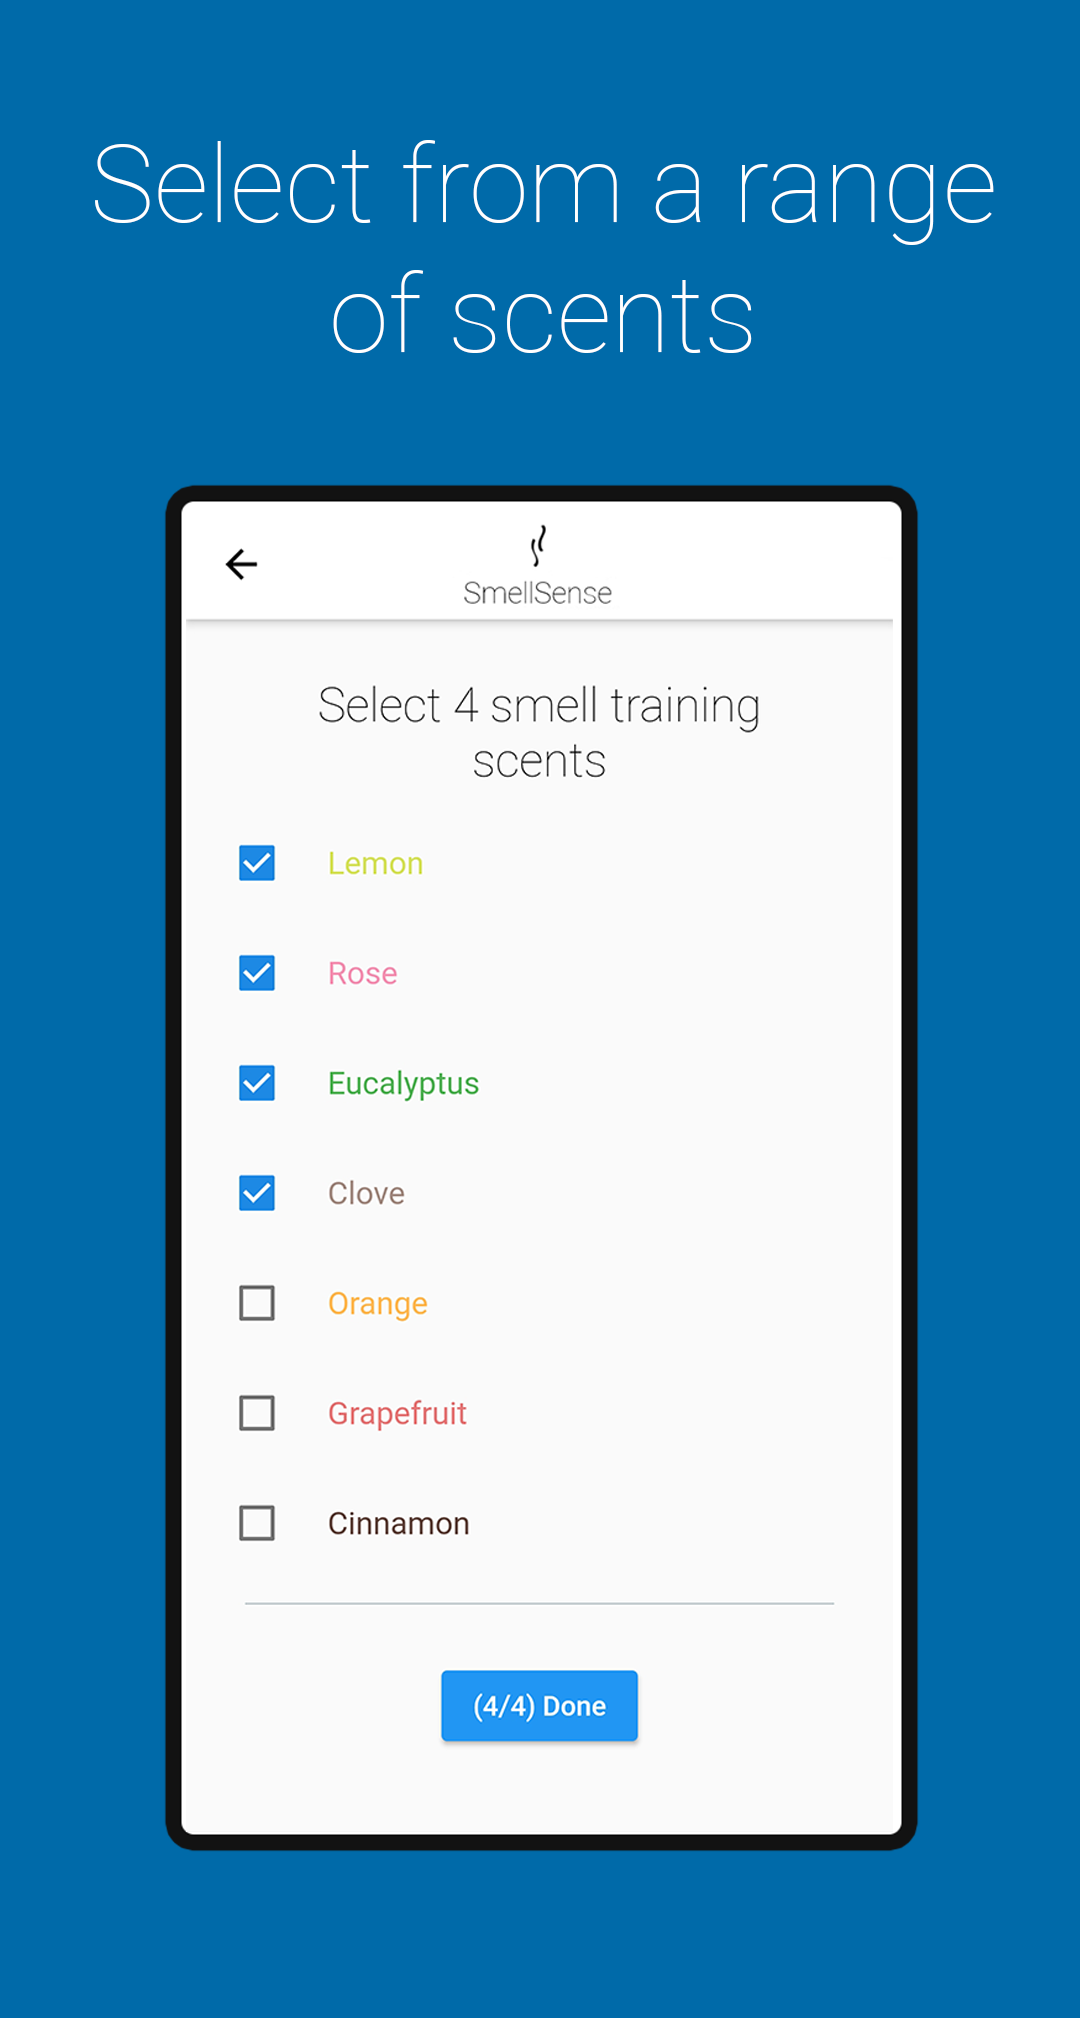 Select from a range
of scents
SmellSense
Select 4 smell training
scents
Lemon
Rose
Eucalyptus
Clove
Orange
Grapefruit
Cinnamon
(4/4) Done